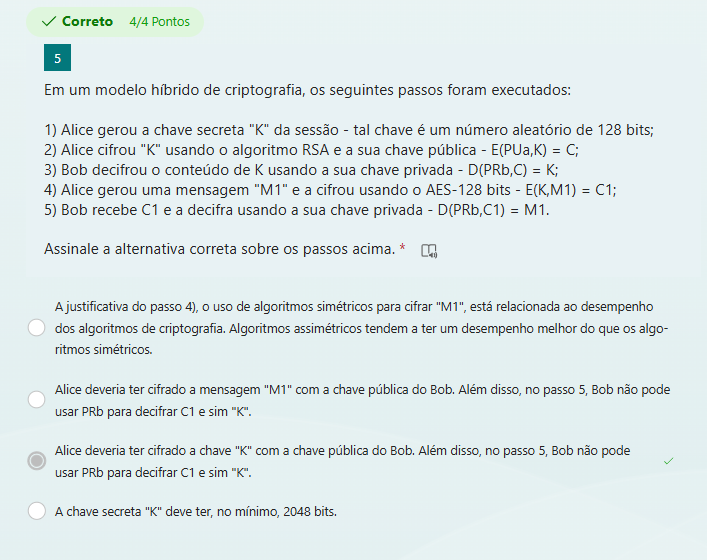 Correto 4/4 Pontos
5
Em um modelo híbrido de criptografia, os seguintes passos foram executados:
1) Alice gerou a chave secreta "K" da sessão - tal chave é um número aleatório de 128 bits;
2) Alice cifrou "K" usando o algoritmo RSA e a sua chave pública - E(PUa,K) = C;
3) Bob decifrou o conteúdo de K usando a sua chave privada - D(PRb,C) = K;
4) Alice gerou uma mensagem "M1" e a cifrou usando o AES-128 bits - E(K,M1) = C1;
5) Bob recebe C1 e a decifra usando a sua chave privada - D(PRb,C1) = M1.
Assinale a alternativa correta sobre os passos acima. *
A justificativa do passo 4), o uso de algoritmos simétricos para cifrar "M1", está relacionada ao desempenho
dos algoritmos de criptografia. Algoritmos assimétricos tendem a ter um desempenho melhor do que os algo-
ritmos simétricos.
Alice deveria ter cifrado a mensagem "M1" com a chave pública do Bob. Além disso, no passo 5, Bob não pode
usar PRb para decifrar C1 e sim "K".
Alice deveria ter cifrado a chave "K" com a chave pública do Bob. Além disso, no passo 5, Bob não pode
usar PRb para decifrar C1 e sim "K".
A chave secreta "K" deve ter, no mínimo, 2048 bits.